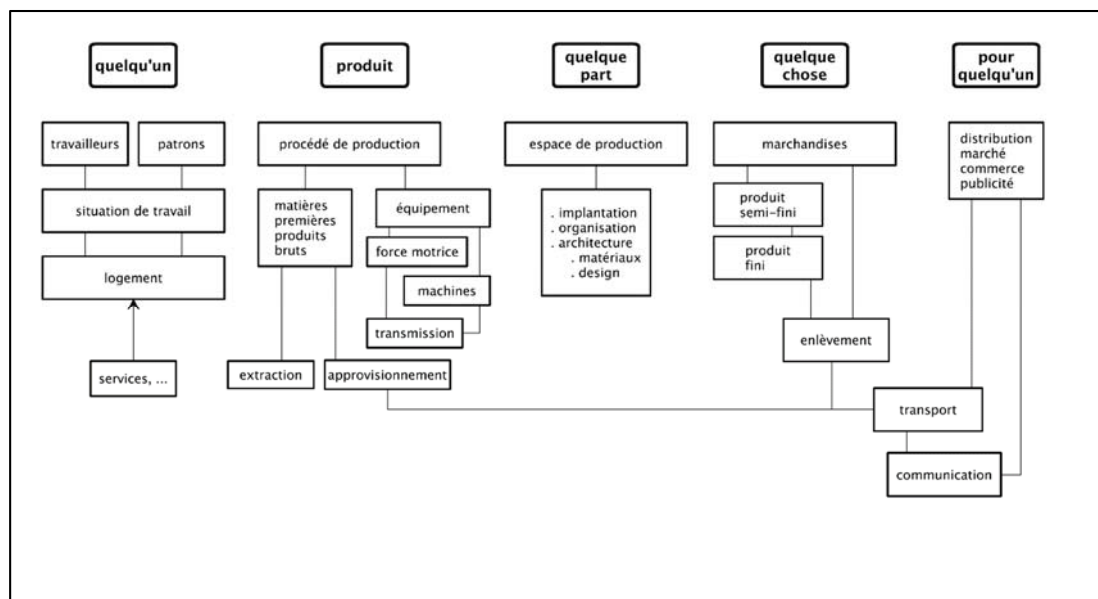 quelqu'un
produit
quelque
part
quelque
chose
pour
quelqu'un
travailleurs
patrons
situation de travail
logement
services, ...
procédé de production
matières
premières
produits
bruts
équipement
force motrice
machines
transmission
extraction
approvisionnement
espace de production
. implantation
. organisation
. architecture
. matériaux
. design
marchandises
produit
semi-fini
produit
fini
enlèvement
distribution
marché
commerce
publicité
transport
communication